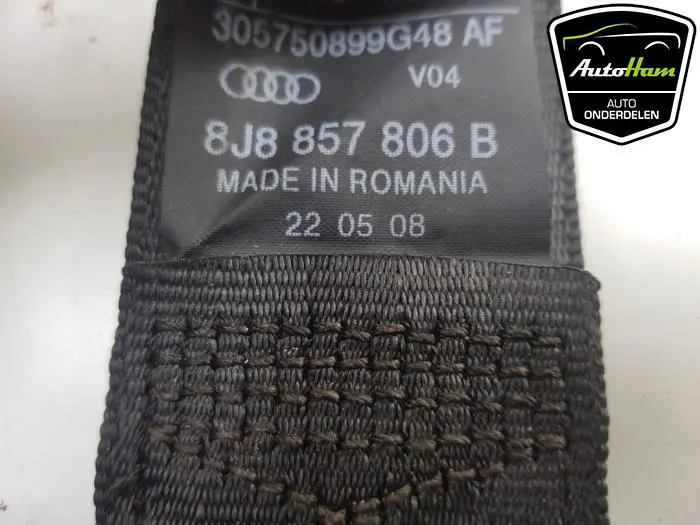 305750899G48 AF
V04
8J8 857 806 B
MADE IN ROMANIA
22 05 08
AutoHam
AUTO
ONDERDELEN